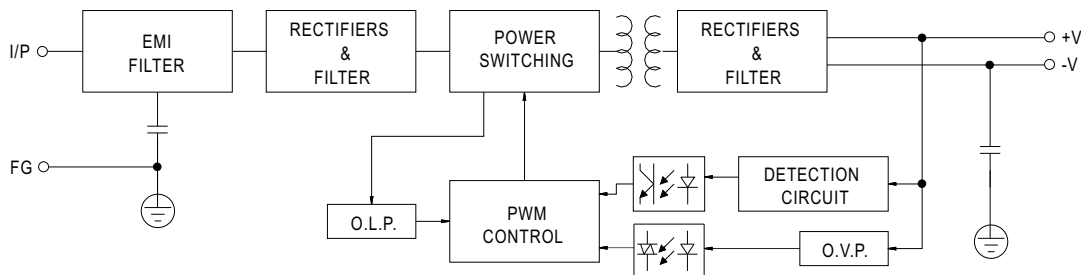 I/P
EMI
FILTER
RECTIFIERS
&
FILTER
POWER
SWITCHING
RECTIFIERS
&
FILTER
+V
-V
FG
O.L.P.
PWM
CONTROL
DETECTION
CIRCUIT
O.V.P.